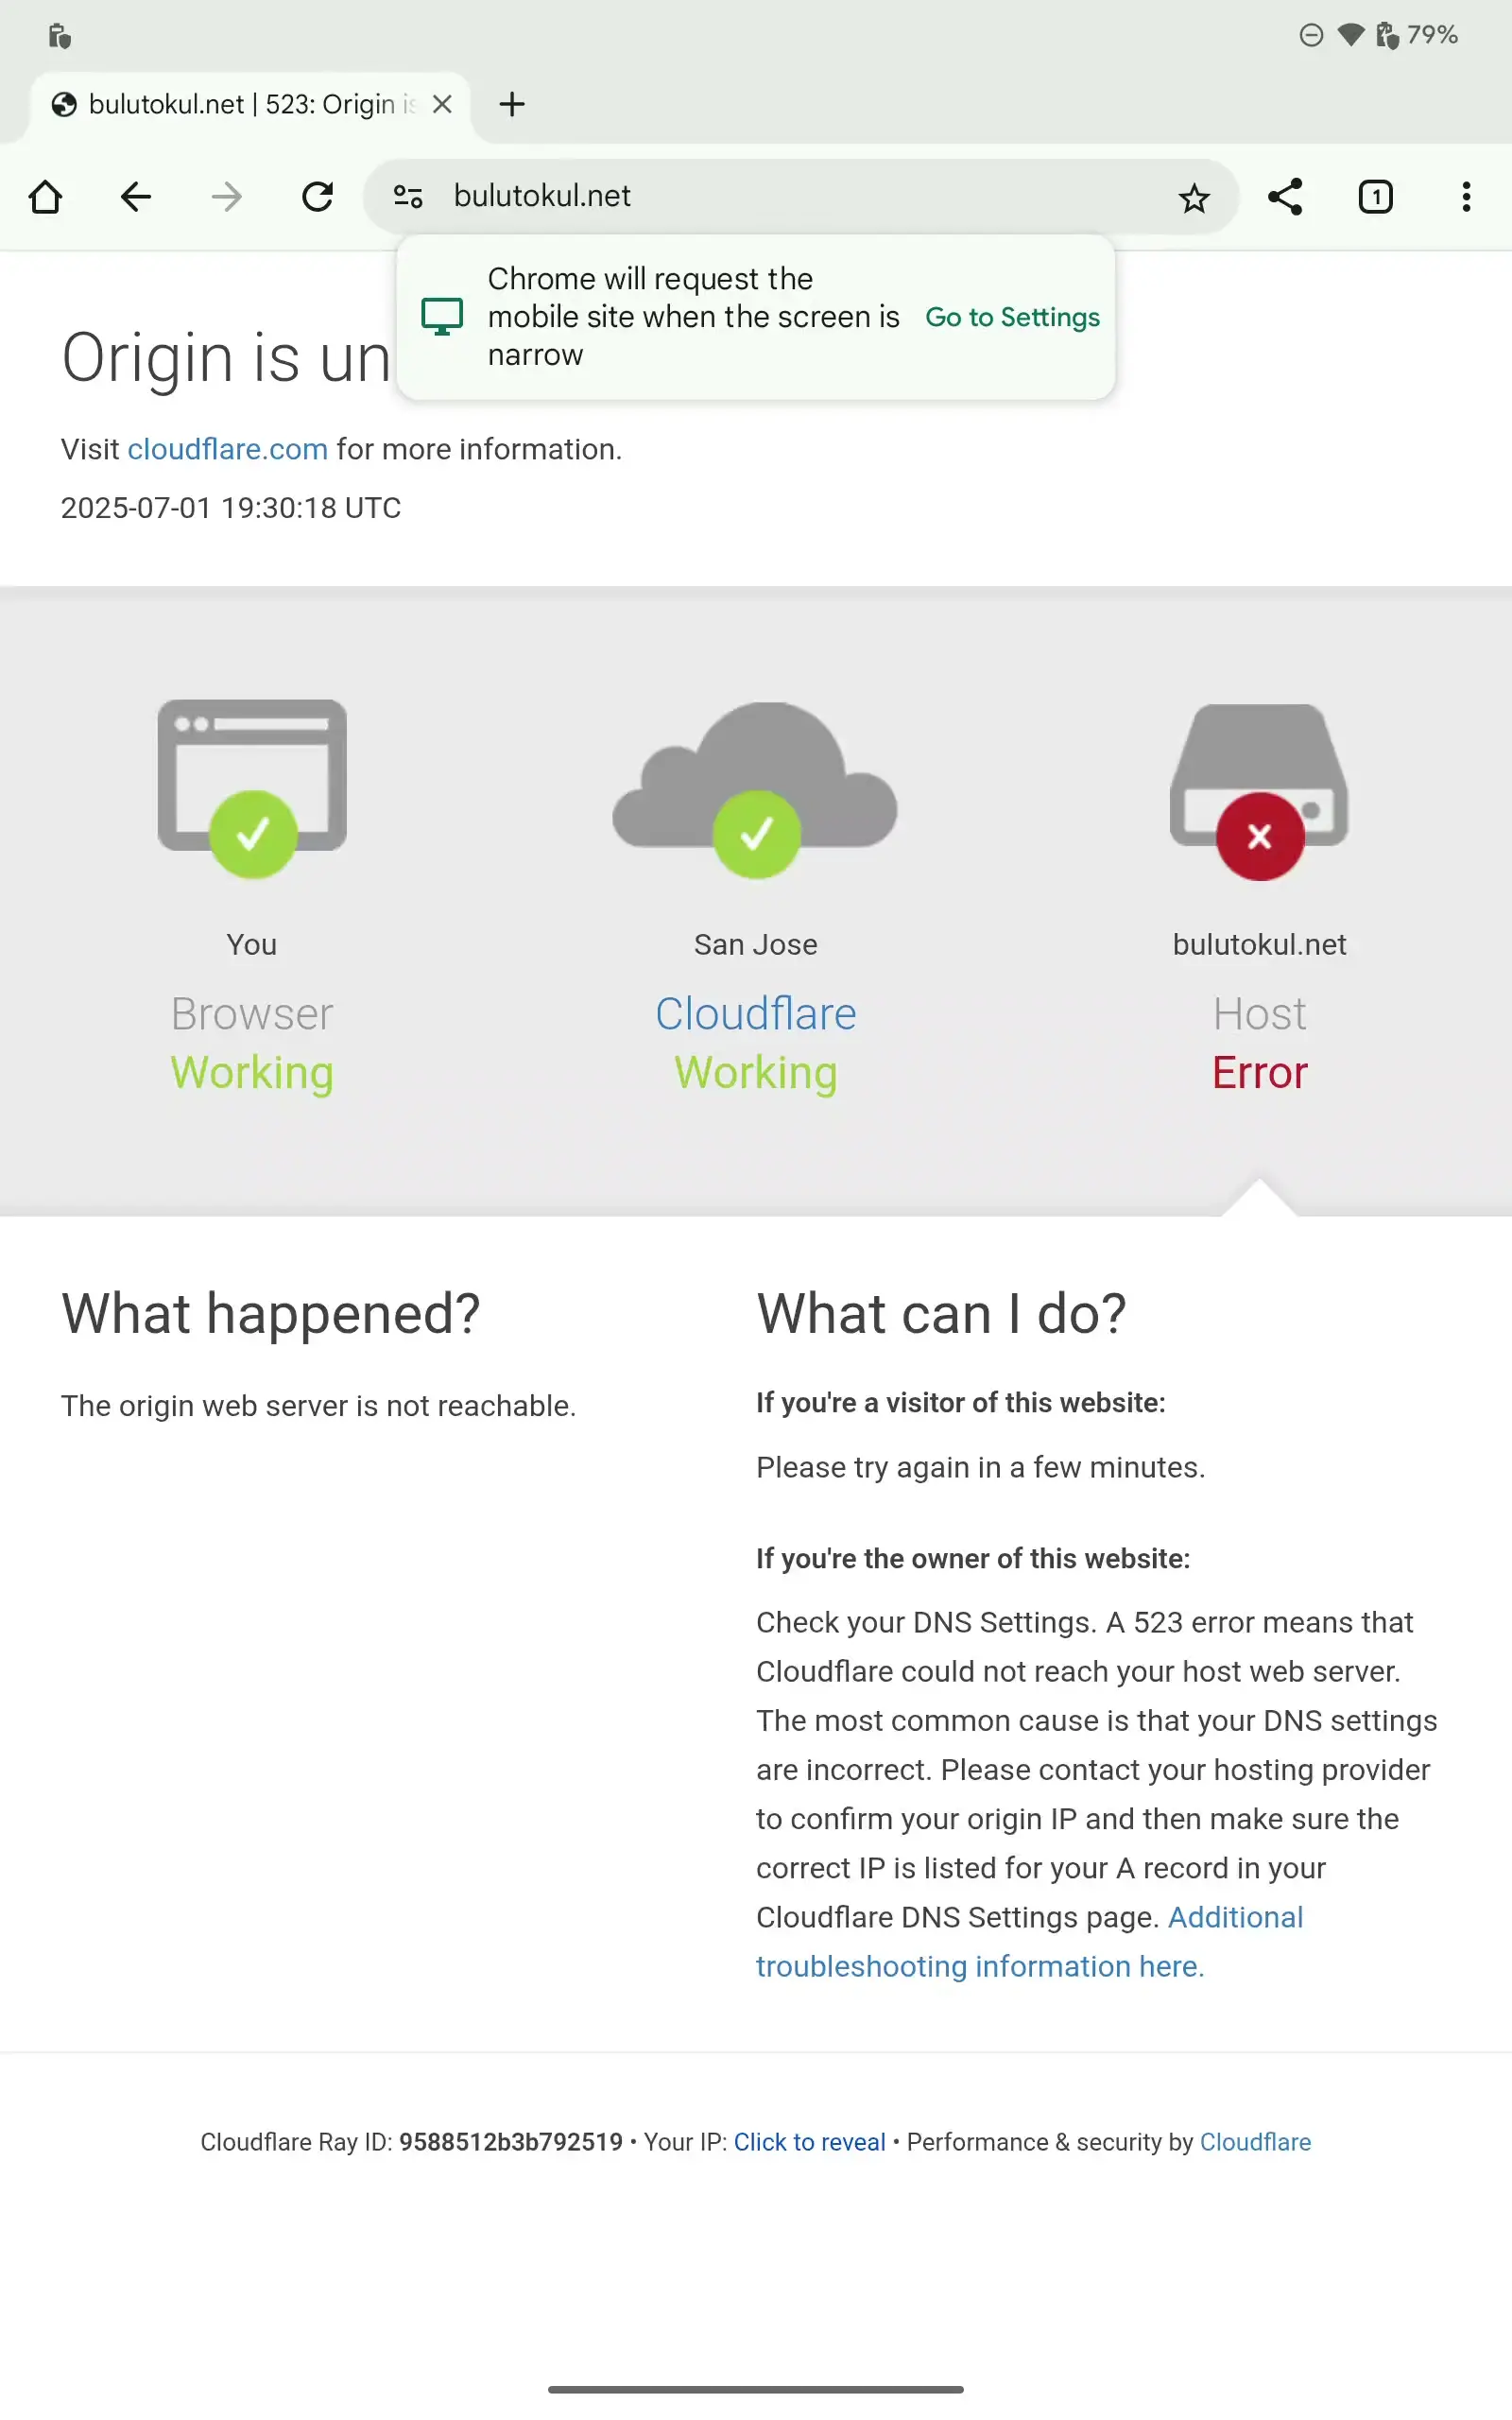 79%
bulutokul.net | 523: Origin is
bulutokul.net
1
Chrome will request the
mobile site when the screen is
narrow
Go to Settings
Origin is un
Visit cloudflare.com for more information.
2025-07-01 19:30:18 UTC
You
Browser
Working
San Jose
Cloudflare
Working
bulutokul.net
Host
Error
What happened?
The origin web server is not reachable.
What can I do?
If you're a visitor of this website:
Please try again in a few minutes.
If you're the owner of this website:
Check your DNS Settings. A 523 error means that
Cloudflare could not reach your host web server.
The most common cause is that your DNS settings
are incorrect. Please contact your hosting provider
to confirm your origin IP and then make sure the
correct IP is listed for your A record in your
Cloudflare DNS Settings page. Additional
troubleshooting information here.
Cloudflare Ray ID: 9588512b3b792519 • Your IP: Click to reveal • Performance & security by Cloudflare